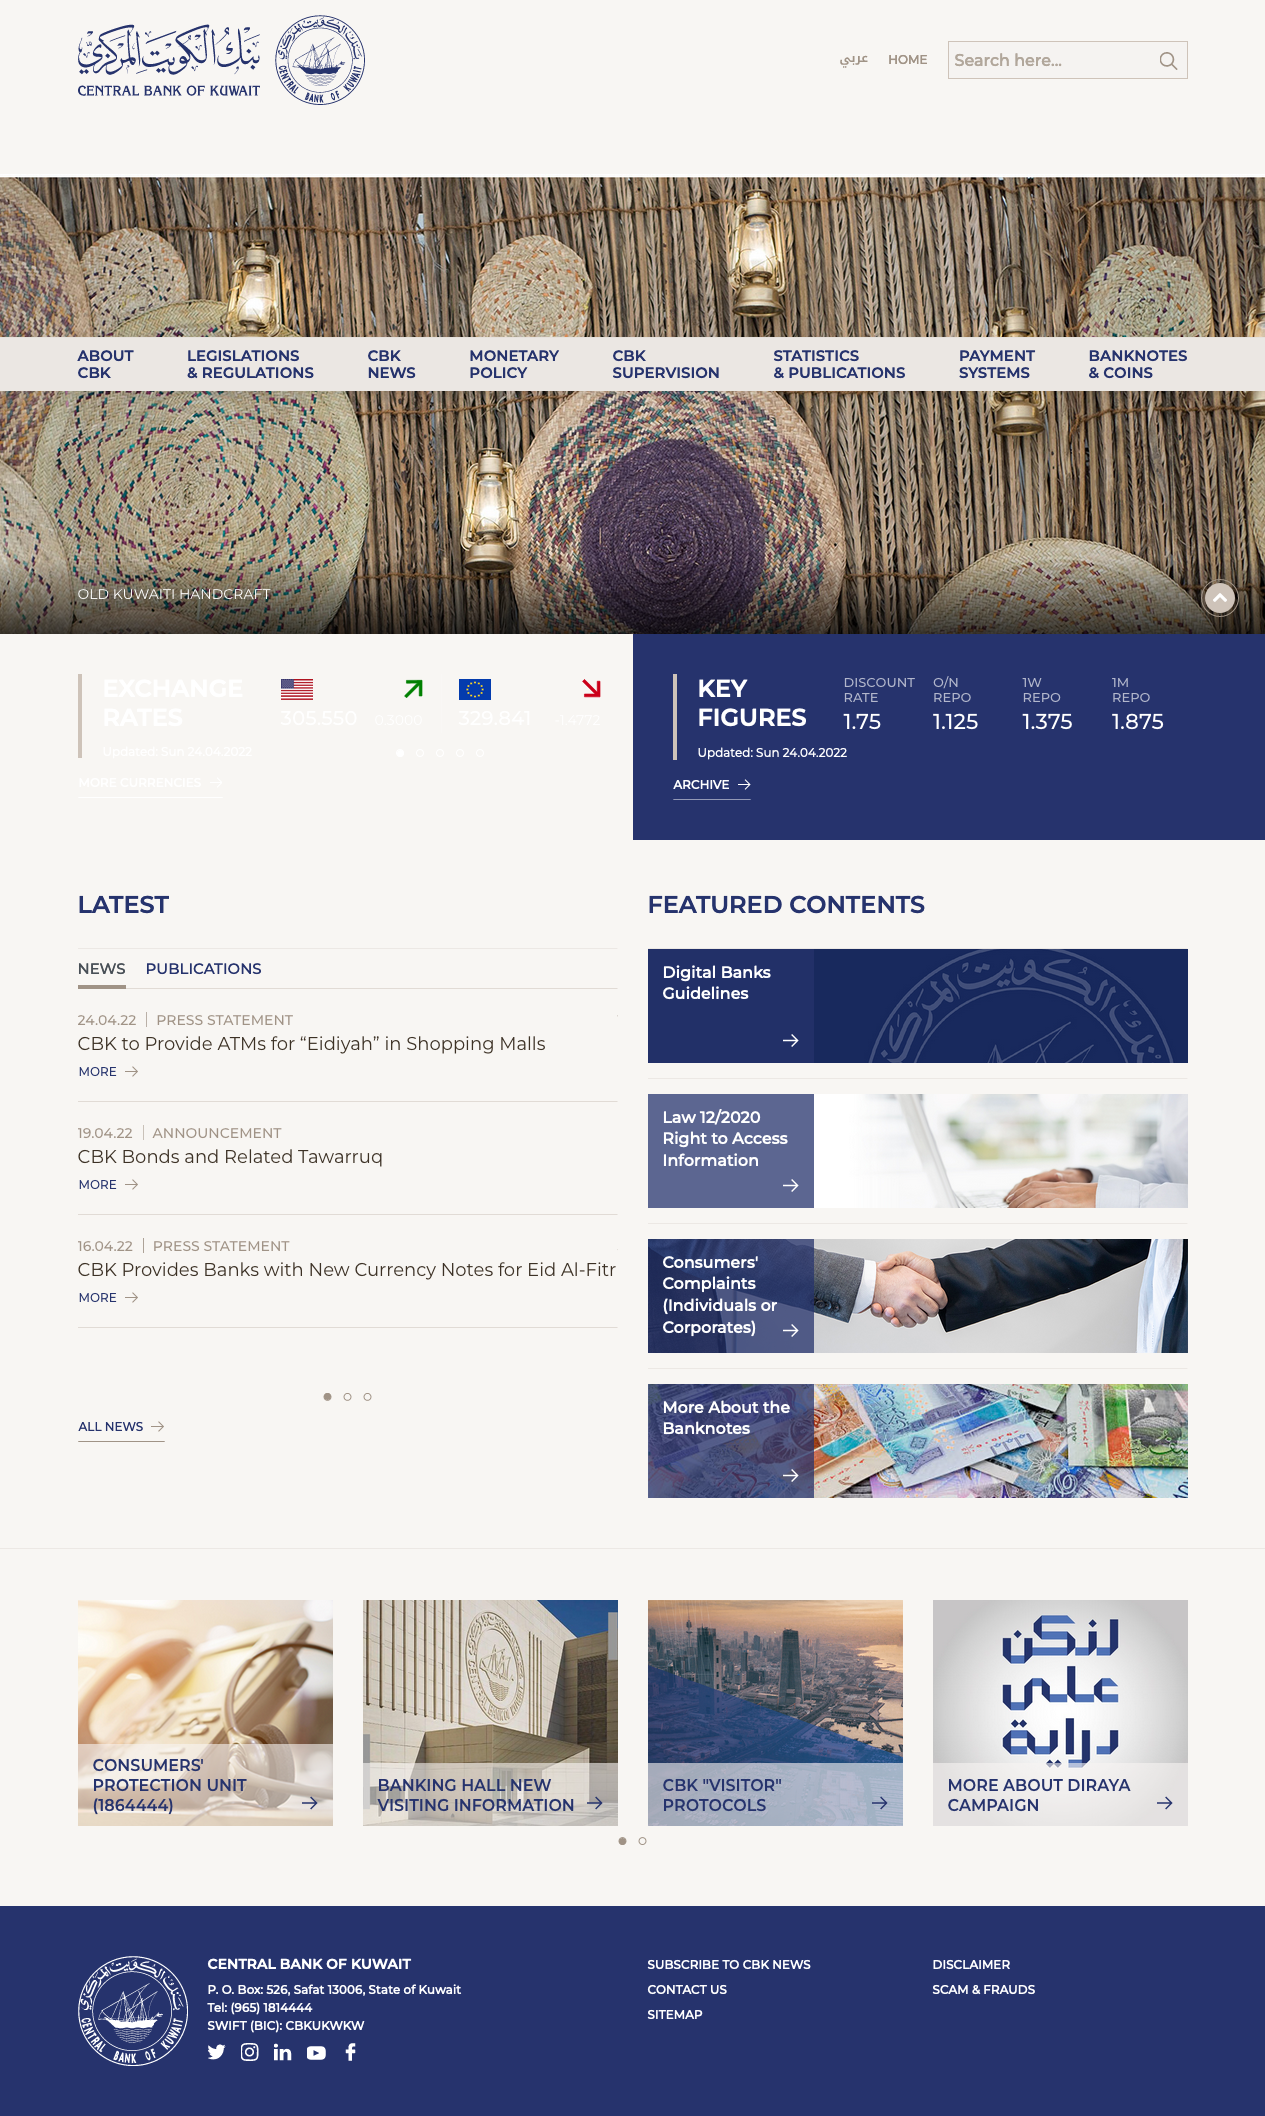 بنك الكويت المركزي
CENTRAL BANK OF KUWAIT
CENTRAL BANK OF KUWAIT
عربي
HOME
Search here...
ABOUT
CBK
LEGISLATIONS
& REGULATIONS
CBK
NEWS
MONETARY
POLICY
CBK
SUPERVISION
STATISTICS
& PUBLICATIONS
PAYMENT
SYSTEMS
BANKNOTES
& COINS
OLD KUWAITI HANDCRAFT
EXCHANGE
RATES
Updated: Sun 24.04.2022
MORE CURRENCIES
305.550 0.3000
329.841 -1.4772
KEY
FIGURES
Updated: Sun 24.04.2022
ARCHIVE
DISCOUNT
RATE
1.75
O/N
REPO
1.125
1W
REPO
1.375
1M
REPO
1.875
LATEST
NEWS PUBLICATIONS
24.04.22 PRESS STATEMENT
CBK to Provide ATMs for “Eidiyah” in Shopping Malls
MORE
19.04.22 ANNOUNCEMENT
CBK Bonds and Related Tawarruq
MORE
16.04.22 PRESS STATEMENT
CBK Provides Banks with New Currency Notes for Eid Al-Fitr
MORE
ALL NEWS
FEATURED CONTENTS
Digital Banks
Guidelines
Law 12/2020
Right to Access
Information
Consumers'
Complaints
(Individuals or
Corporates)
More About the
Banknotes
CONSUMERS'
PROTECTION UNIT
(1864444)
BANKING HALL NEW
VISITING INFORMATION
CBK "VISITOR"
PROTOCOLS
لنكن
على
دراية
MORE ABOUT DIRAYA
CAMPAIGN
CENTRAL BANK OF KUWAIT
CENTRAL BANK OF KUWAIT
P. O. Box: 526, Safat 13006, State of Kuwait
Tel: (965) 1814444
SWIFT (BIC): CBKUKWKW
SUBSCRIBE TO CBK NEWS
CONTACT US
SITEMAP
DISCLAIMER
SCAM & FRAUDS